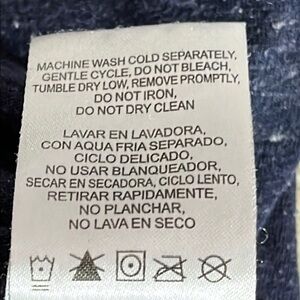 MACHINE WASH COLD SEPARATELY,
GENTLE CYCLE, DO NOT BLEACH,
TUMBLE DRY LOW, REMOVE PROMPTLY,
DO NOT IRON,
DO NOT DRY CLEAN
LAVAR EN LAVADORA,
CON AQUA FRIA SEPARADO,
CICLO DELICADO,
NO USAR BLANQUEADOR,
SECAR EN SECADORA, CICLO LENTO,
RETIRAR RAPIDAMENTE,
NO PLANCHAR,
NO LAVA EN SECO